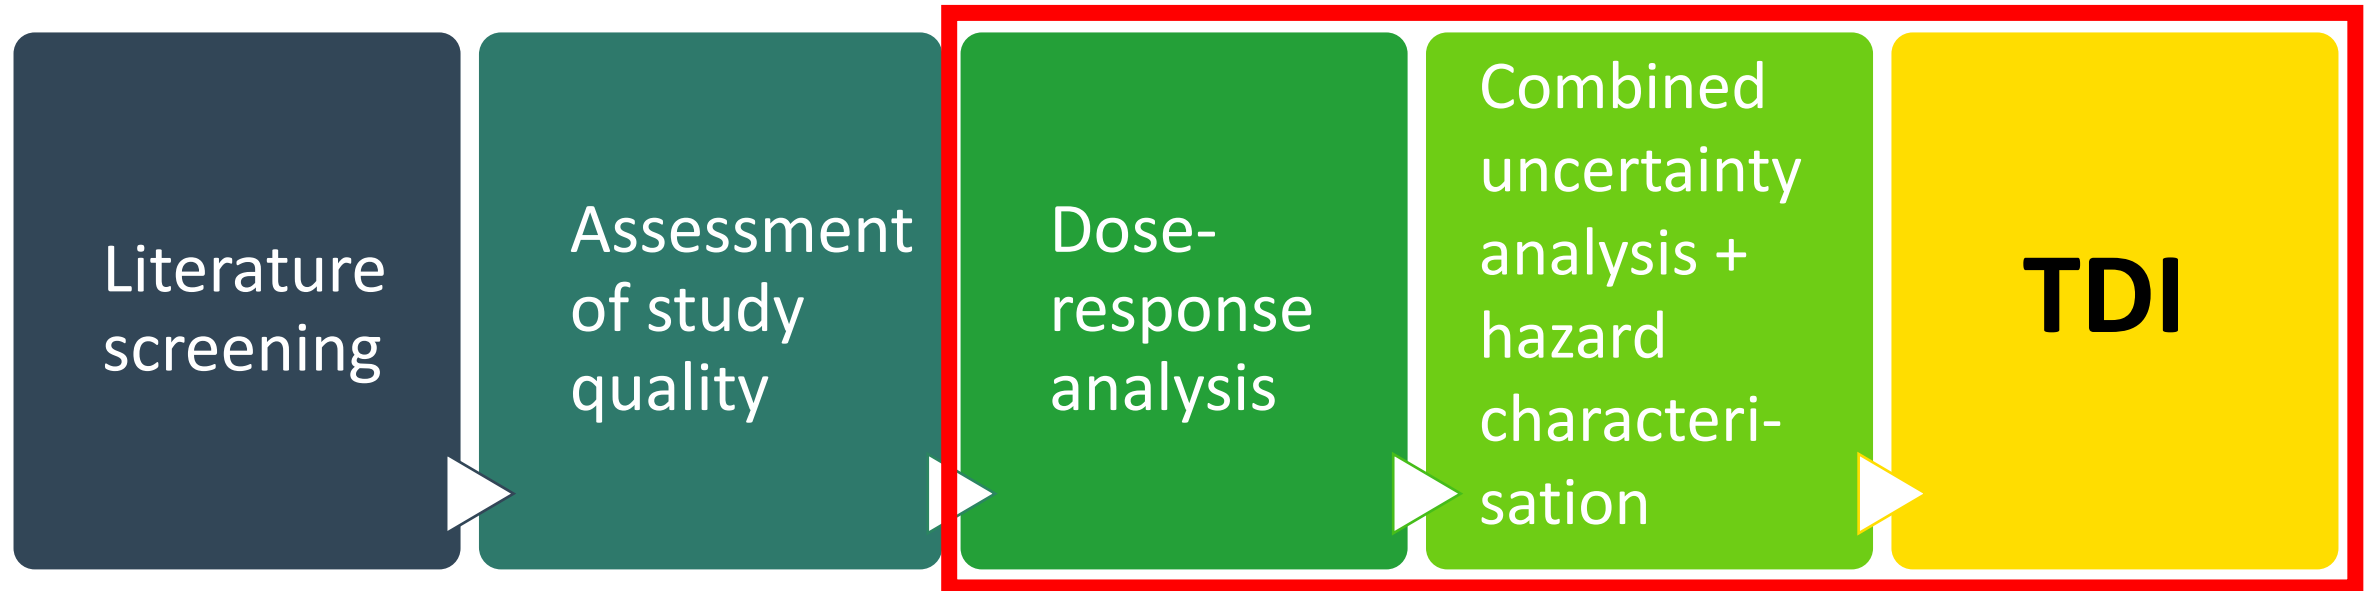 Literature
screening
Assessment
of study
quality
Dose-
response
analysis
Combined
uncertainty
analysis +
hazard
characteri-
sation
TDI